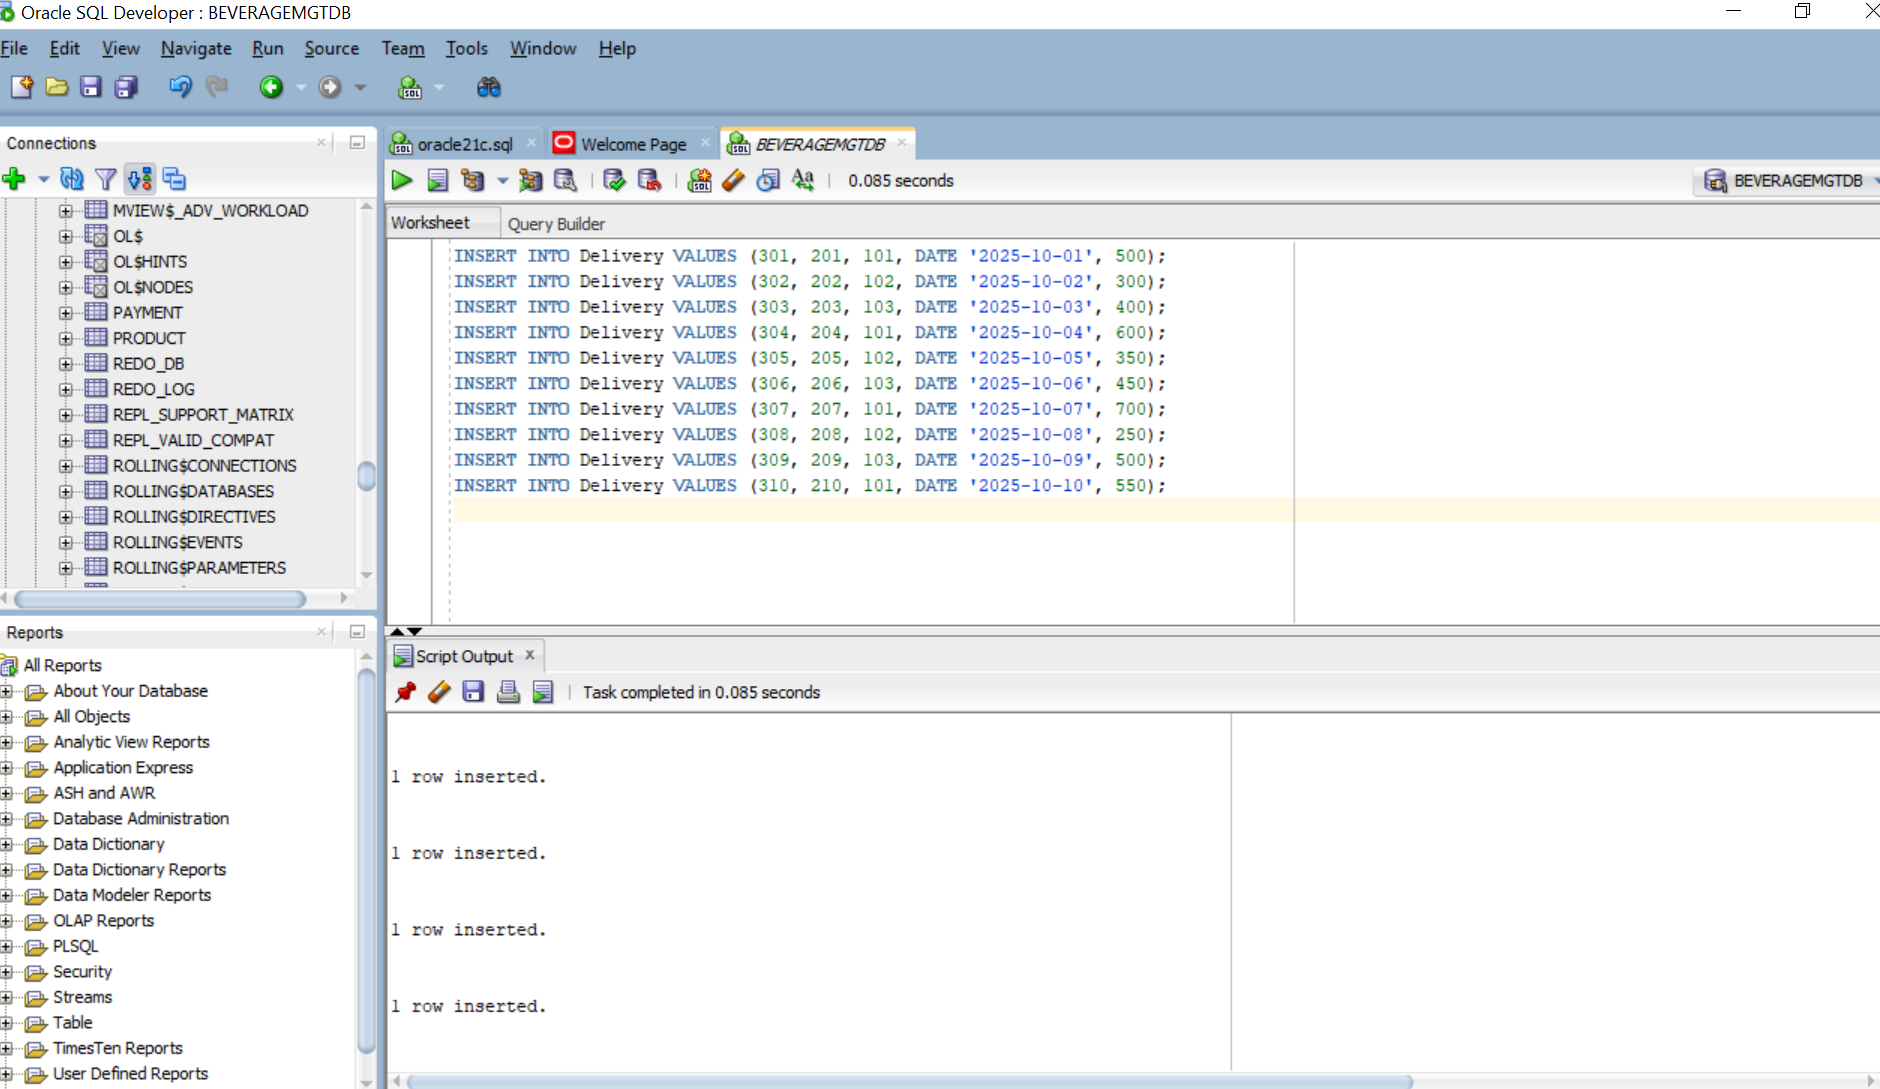 Oracle SQL Developer : BEVERAGEMGTDB
File Edit View Navigate Run Source Team Tools Window Help
Connections
MVIEW$_ADV_WORKLOAD
OL$
OL$HINTS
OL$NODES
PAYMENT
PRODUCT
REDO_DB
REDO_LOG
REPL_SUPPORT_MATRIX
REPL_VALID_COMPAT
ROLLING$CONNECTIONS
ROLLING$DATABASES
ROLLING$DIRECTIVES
ROLLING$EVENTS
ROLLING$PARAMETERS
Reports
All Reports
About Your Database
All Objects
Analytic View Reports
Application Express
ASH and AWR
Database Administration
Data Dictionary
Data Dictionary Reports
Data Modeler Reports
OLAP Reports
PLSQL
Security
Streams
Table
TimesTen Reports
User Defined Reports
oracle21c.sql Welcome Page BEVERAGEMGTDB
0.085 seconds BEVERAGEMGTDB
Worksheet Query Builder
INSERT INTO Delivery VALUES (301, 201, 101, DATE '2025-10-01', 500);
INSERT INTO Delivery VALUES (302, 202, 102, DATE '2025-10-02', 300);
INSERT INTO Delivery VALUES (303, 203, 103, DATE '2025-10-03', 400);
INSERT INTO Delivery VALUES (304, 204, 101, DATE '2025-10-04', 600);
INSERT INTO Delivery VALUES (305, 205, 102, DATE '2025-10-05', 350);
INSERT INTO Delivery VALUES (306, 206, 103, DATE '2025-10-06', 450);
INSERT INTO Delivery VALUES (307, 207, 101, DATE '2025-10-07', 700);
INSERT INTO Delivery VALUES (308, 208, 102, DATE '2025-10-08', 250);
INSERT INTO Delivery VALUES (309, 209, 103, DATE '2025-10-09', 500);
INSERT INTO Delivery VALUES (310, 210, 101, DATE '2025-10-10', 550);
Script Output
Task completed in 0.085 seconds
1 row inserted.
1 row inserted.
1 row inserted.
1 row inserted.